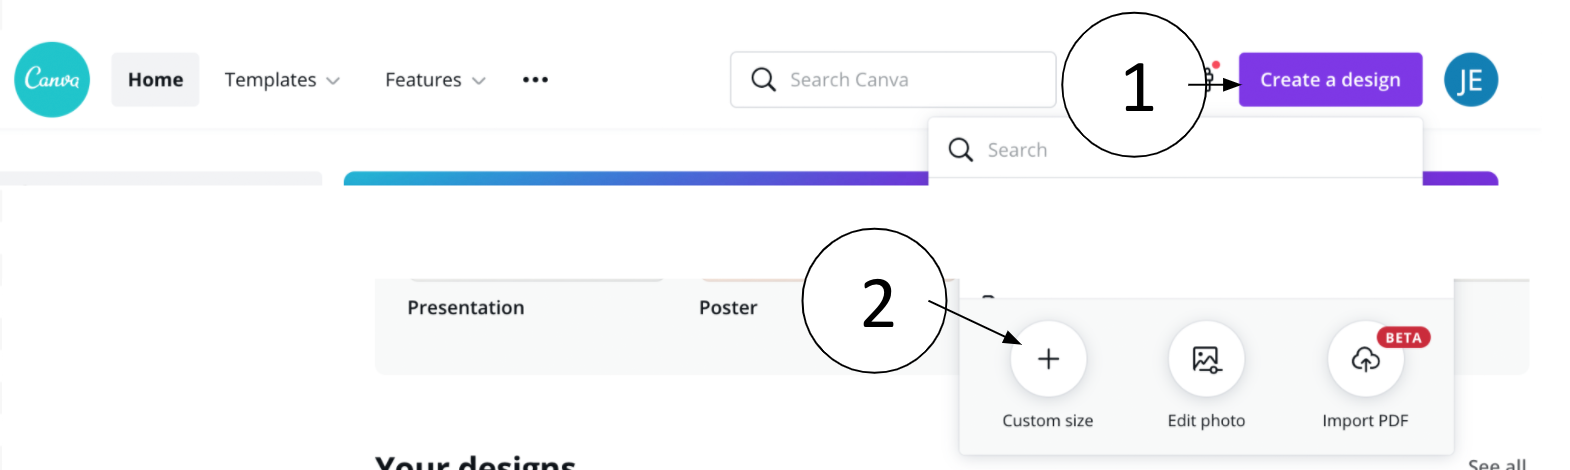 Canva Home Templates Features ••• Search Canva 1 Create a design JE
Search
2
Presentation Poster
BETA
Custom size Edit photo Import PDF
Your designs See all